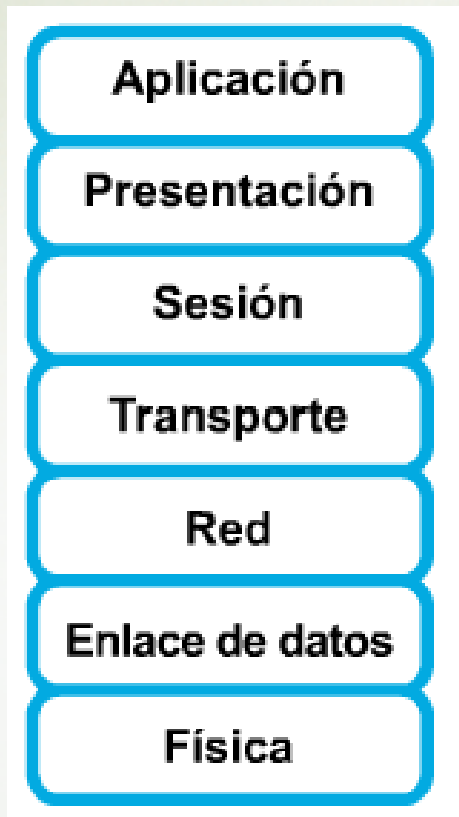 Aplicación
Presentación
Sesión
Transporte
Red
Enlace de datos
Física